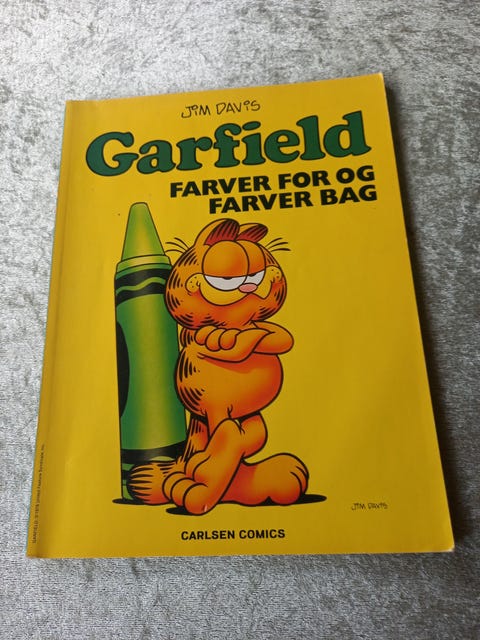 JIM DAVIS
Garfield
FARVER FOR OG
FARVER BAG
JIM DAVIS
CARLSEN COMICS